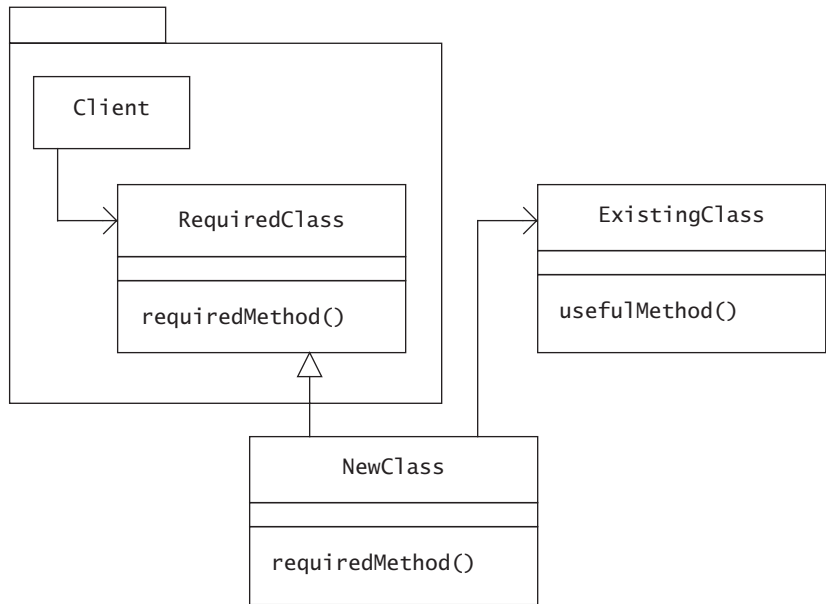 Client
RequiredClass
requiredMethod()
ExistingClass
usefulMethod()
NewClass
requiredMethod()